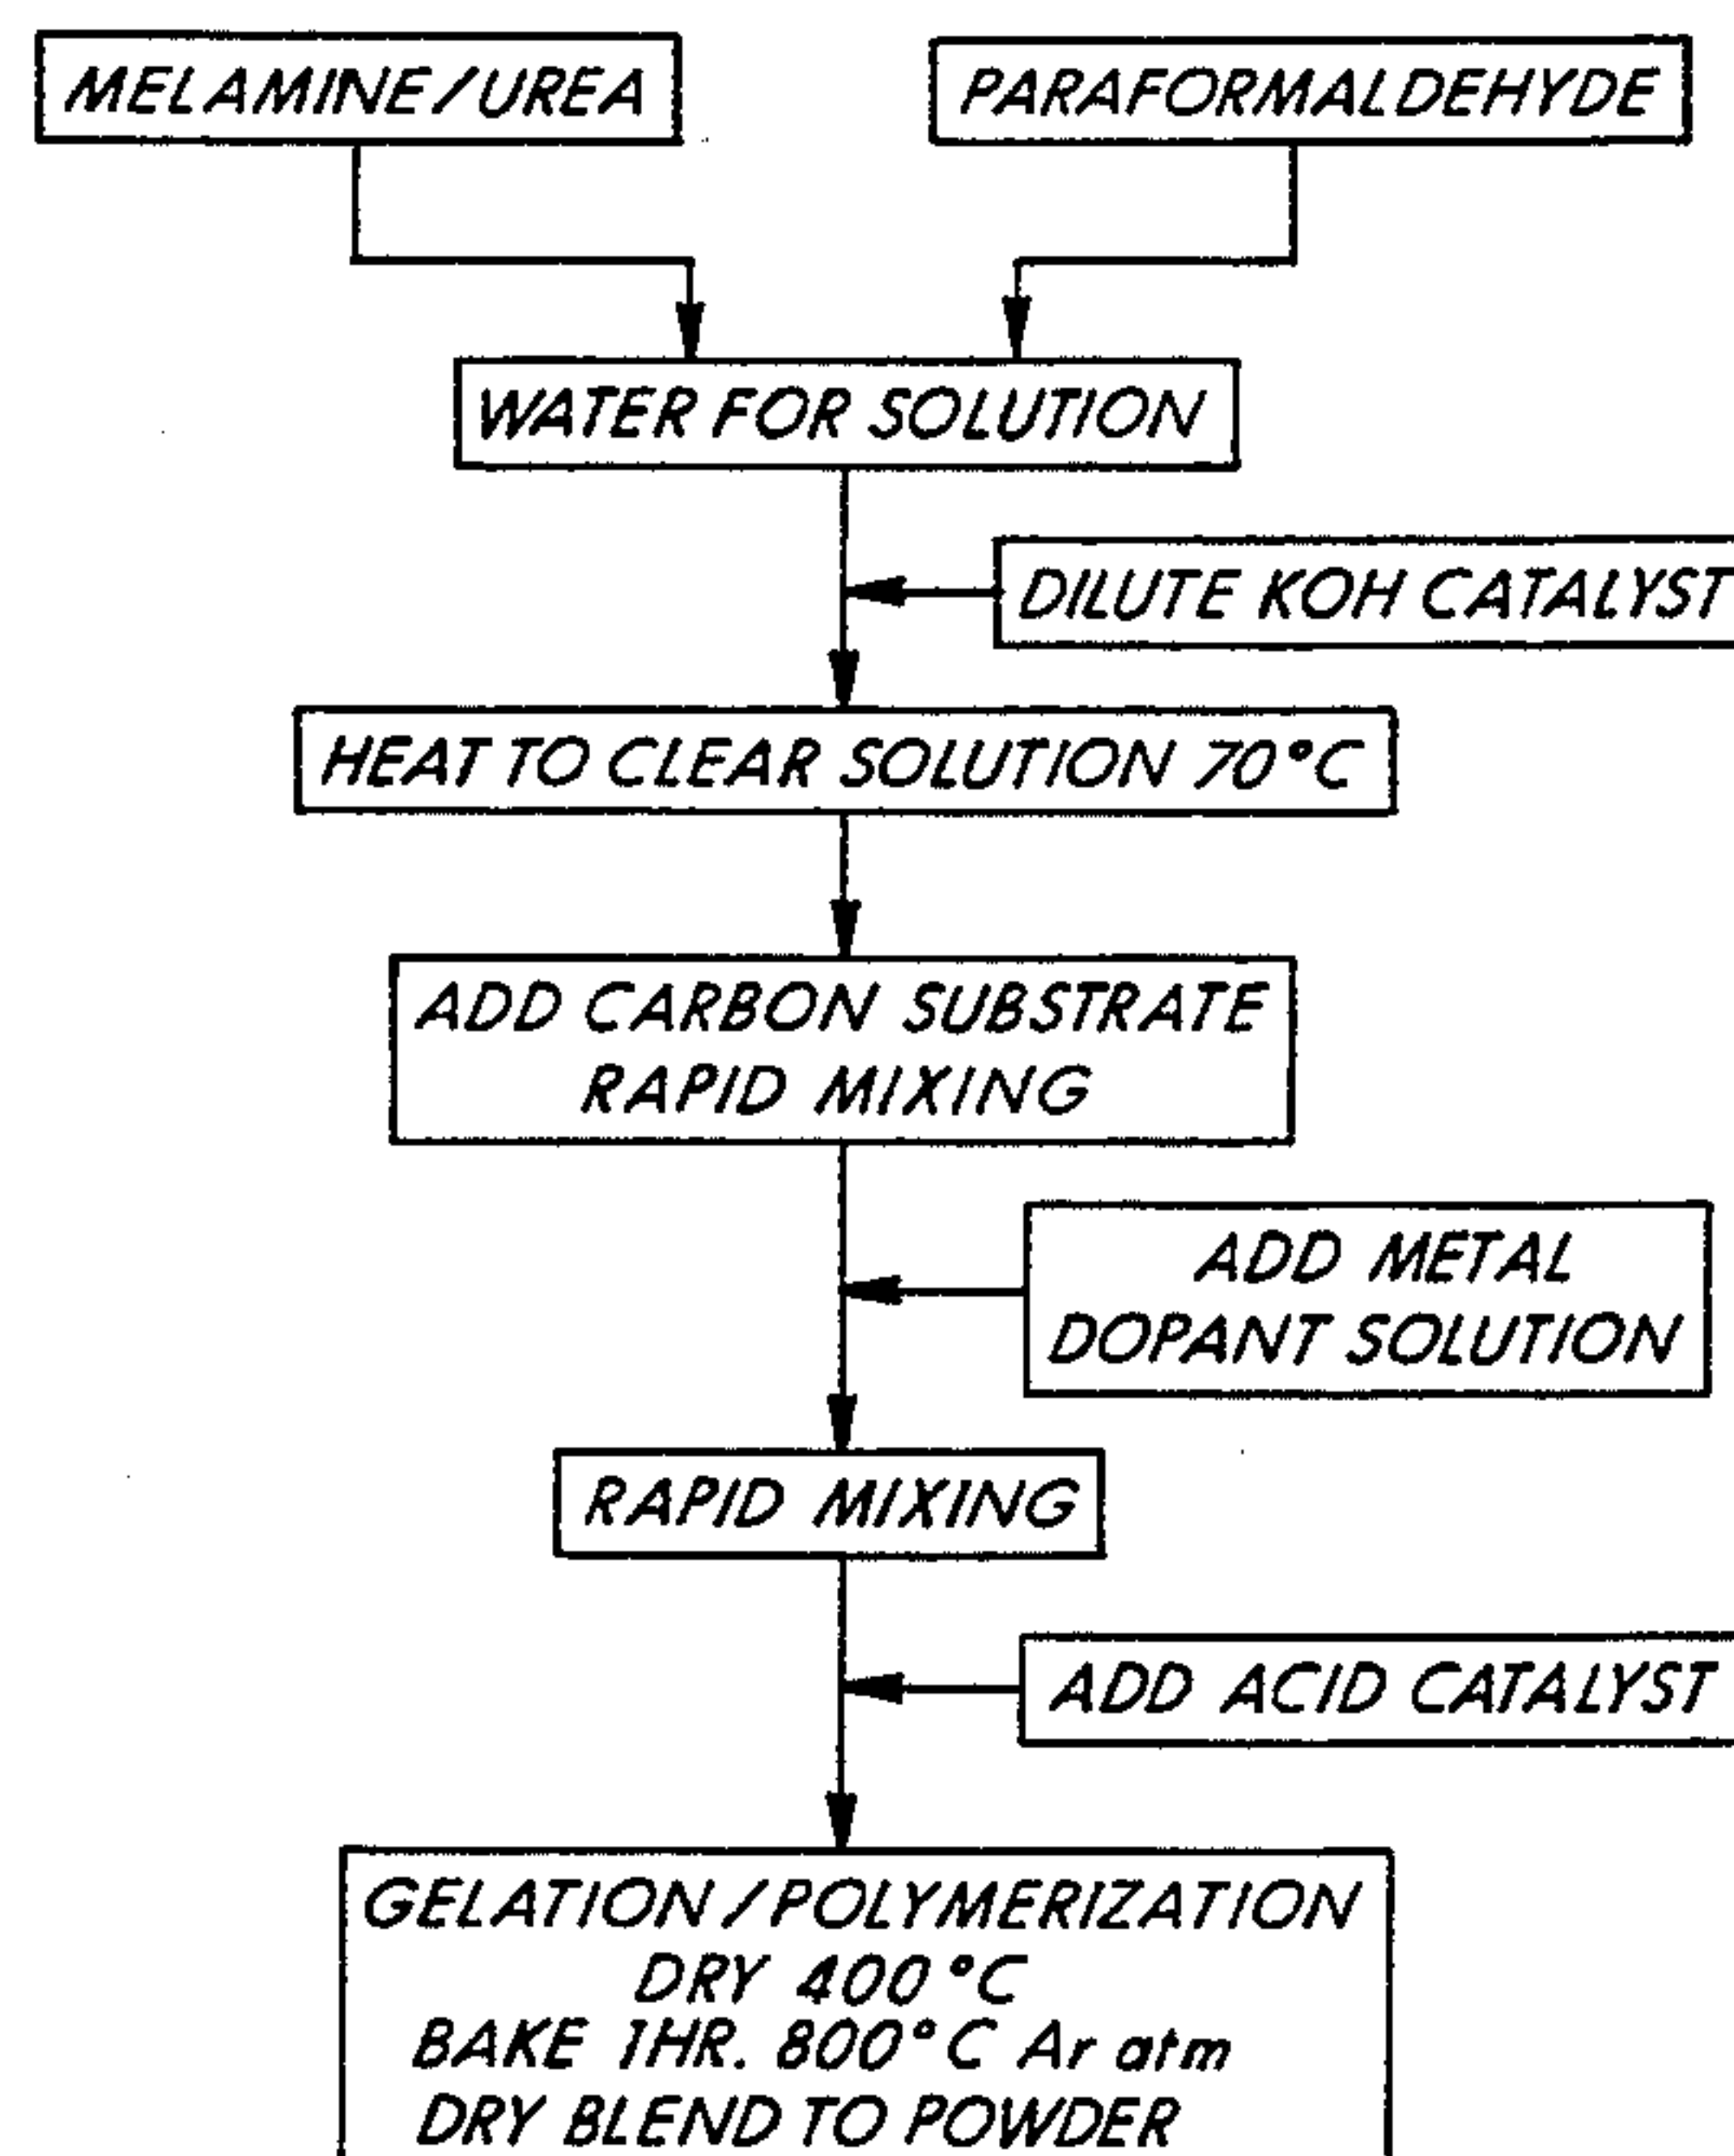 MELAMINE/UREA
PARAFORMALDEHYDE
WATER FOR SOLUTION
DILUTE KOH CATALYST
HEAT TO CLEAR SOLUTION 70°C
ADD CARBON SUBSTRATE
RAPID MIXING
ADD METAL
DOPANT SOLUTION
RAPID MIXING
ADD ACID CATALYST
GELATION/POLYMERIZATION
DRY 400°C
BAKE 1HR. 800°C Ar atm
DRY BLEND TO POWDER